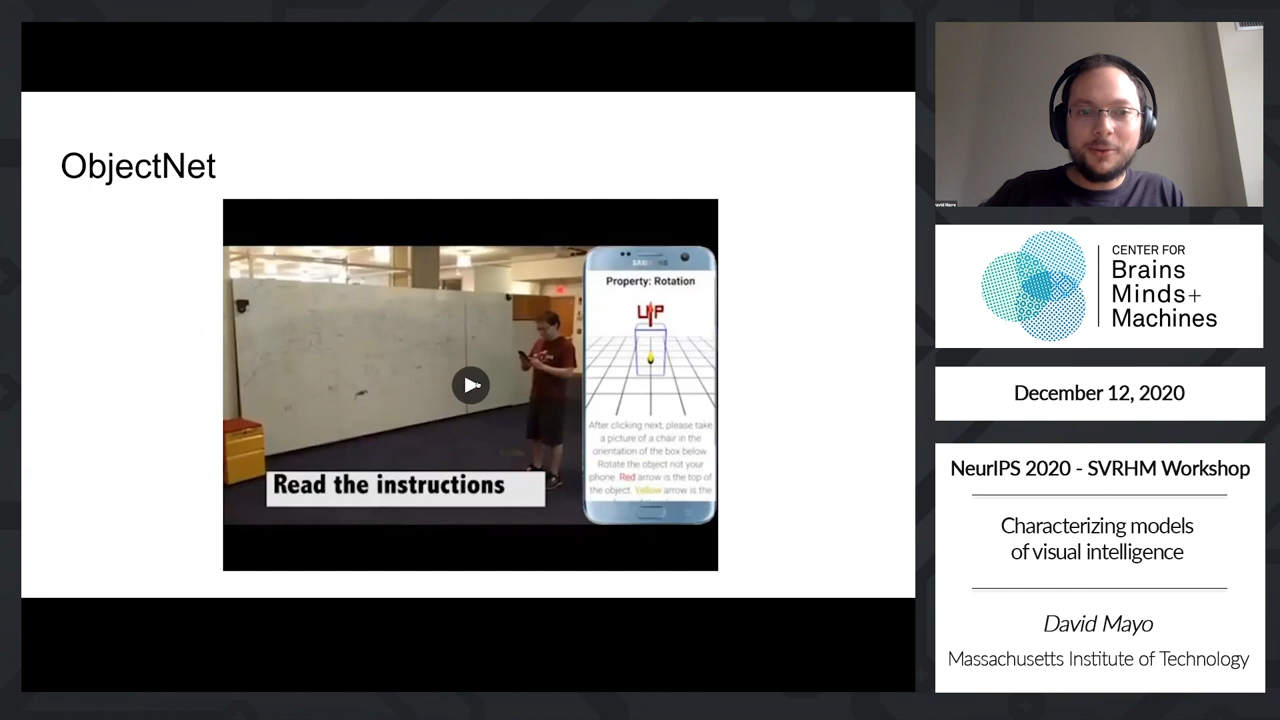 ObjectNet
SAMSUNG
Property: Rotation
UP
After clicking next, please take
a picture of a chair in the
orientation of the box below
Rotate the object not your
phone. Red arrow is the top of
the object. Yellow arrow is the
Read the instructions
CENTER FOR
Brains
Minds+
Machines
December 12, 2020
NeurIPS 2020 - SVRHM Workshop
Characterizing models
of visual intelligence
David Mayo
Massachusetts Institute of Technology